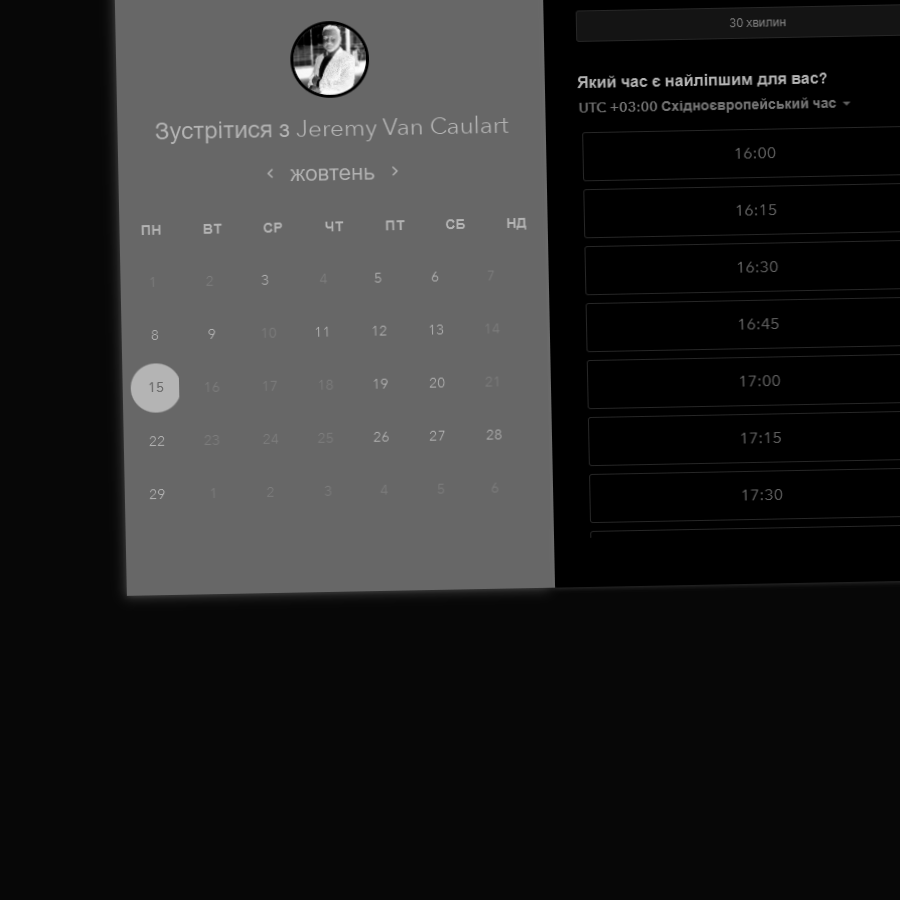 Зустрітися з Jeremy Van Caulart
жовтень
ПН ВТ СР ЧТ ПТ СБ НД
1 2 3 4 5 6 7
8 9 10 11 12 13 14
15 16 17 18 19 20 21
22 23 24 25 26 27 28
29 1 2 3 4 5 6
30 хвилин
Який час є найліпшим для вас?
UTC +03:00 Східноєвропейський час
16:00
16:15
16:30
16:45
17:00
17:15
17:30